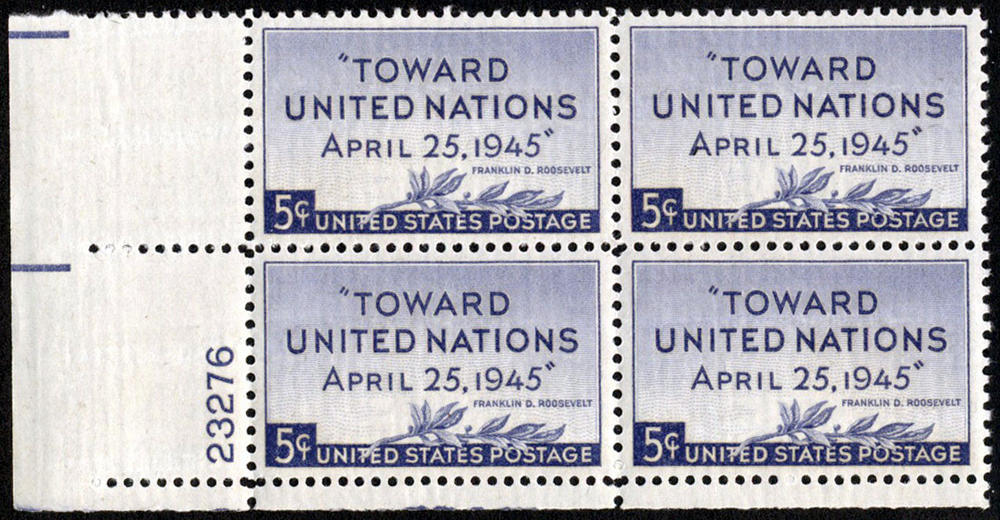 "TOWARD
UNITED NATIONS
APRIL 25, 1945"
FRANKLIN D. ROOSEVELT
5¢ UNITED STATES POSTAGE
"TOWARD
UNITED NATIONS
APRIL 25, 1945"
FRANKLIN D. ROOSEVELT
5¢ UNITED STATES POSTAGE
23276
"TOWARD
UNITED NATIONS
APRIL 25, 1945"
FRANKLIN D. ROOSEVELT
5¢ UNITED STATES POSTAGE
"TOWARD
UNITED NATIONS
APRIL 25, 1945"
FRANKLIN D. ROOSEVELT
5¢ UNITED STATES POSTAGE